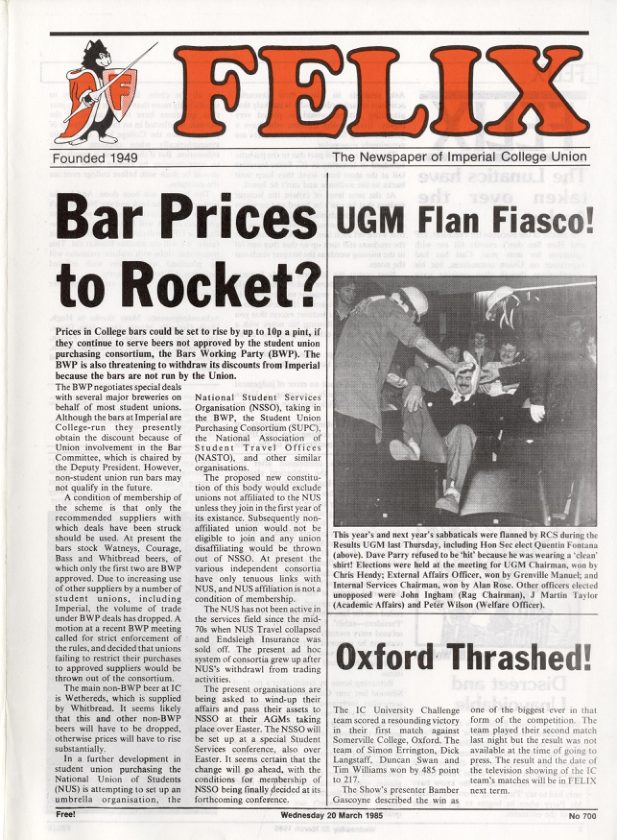 FELIX
Founded 1949
The Newspaper of Imperial College Union
Bar Prices
to Rocket?
Prices in College bars could be set to rise by up to 10p a pint, if
they continue to serve beers not approved by the student union
purchasing consortium, the Bars Working Party (BWP). The
BWP is also threatening to withdraw its discounts from Imperial
because the bars are not run by the Union.
The BWP negotiates special deals
with several major breweries on
behalf of most student unions.
Although the bars at Imperial are
College-run they presently
obtain the discount because of
Union involvement in the Bar
Committee, which is chaired by
the Deputy President. However,
non-student union run bars may
not qualify in the future.
A condition of membership of
the scheme is that only the
recommended suppliers with
which deals have been struck
should be used. At present the
bars stock Watneys, Courage,
Bass and Whitbread beers, of
which only the first two are BWP
approved. Due to increasing use
of other suppliers by a number of
student unions, including
Imperial, the volume of trade
under BWP deals has dropped. A
motion at a recent BWP meeting
called for strict enforcement of
the rules, and decided that unions
failing to restrict their purchases
to approved suppliers would be
thrown out of the consortium.
The main non-BWP beer at IC
is Wethereds, which is supplied
by Whitbread. It seems likely
that this and other non-BWP
beers will have to be dropped,
otherwise prices will have to rise
substantially.
In a further development in
student union purchasing the
National Union of Students
(NUS) is attempting to set up an
umbrella organisation, the
National Student Services
Organisation (NSSO), taking in
the BWP, the Student Union
Purchasing Consortium (SUPC),
the National Association of
Student Travel Offices
(NASTO), and other similar
organisations.
The proposed new constitu-
tion of this body would exclude
unions not affiliated to the NUS
unless they join in the first year of
its existance. Subsequently non-
affiliated union would not be
eligible to join and any union
disaffiliating would be thrown
out of NSSO. At present the
various independent consortia
have only tenuous links with
NUS, and NUS affiliation is not a
condition of membership.
The NUS has not been active in
the services field since the mid-
70s when NUS Travel collapsed
and Endsleigh Insurance was
sold off. The present ad hoc
system of consortia grew up after
NUS's withdrawl from trading
activities.
The present organisations are
being asked to wind-up their
affairs and pass their assets to
NSSO at their AGMs taking
place over Easter. The NSSO will
be set up at a special Student
Services conference, also over
Easter. It seems certain that the
change will go ahead, with the
conditions for membership of
NSSO being finally decided at its
forthcoming conference.
UGM Flan Fiasco!
This year's and next year's sabbaticals were flanned by RCS during the
Results UGM last Thursday, including Hon Sec elect Quentin Fontana
(above). Dave Parry refused to be 'hit' because he was wearing a 'clean'
shirt! Elections were held at the meeting for UGM Chairman, won by
Chris Hendy; External Affairs Officer, won by Grenville Manuel; and
Internal Services Chairman, won by Alan Rose. Other officers elected
unopposed were John Ingham (Rag Chairman), J Martin Taylor
(Academic Affairs) and Peter Wilson (Welfare Officer).
Oxford Thrashed!
The IC University Challenge
team scored a resounding victory
in their first match against
Somerville College, Oxford. The
team of Simon Errington, Dick
Langstaff, Duncan Swan and
Tim Williams won by 485 point
to 217.
The Show's presenter Bamber
Gascoyne described the win as
one of the biggest ever in that
form of the competition. The
team played their second match
last night but the result was not
available at the time of going to
press. The result and the date of
the television showing of the IC
team's matches will be in FELIX
next term.
Free!
Wednesday 20 March 1985
No 700